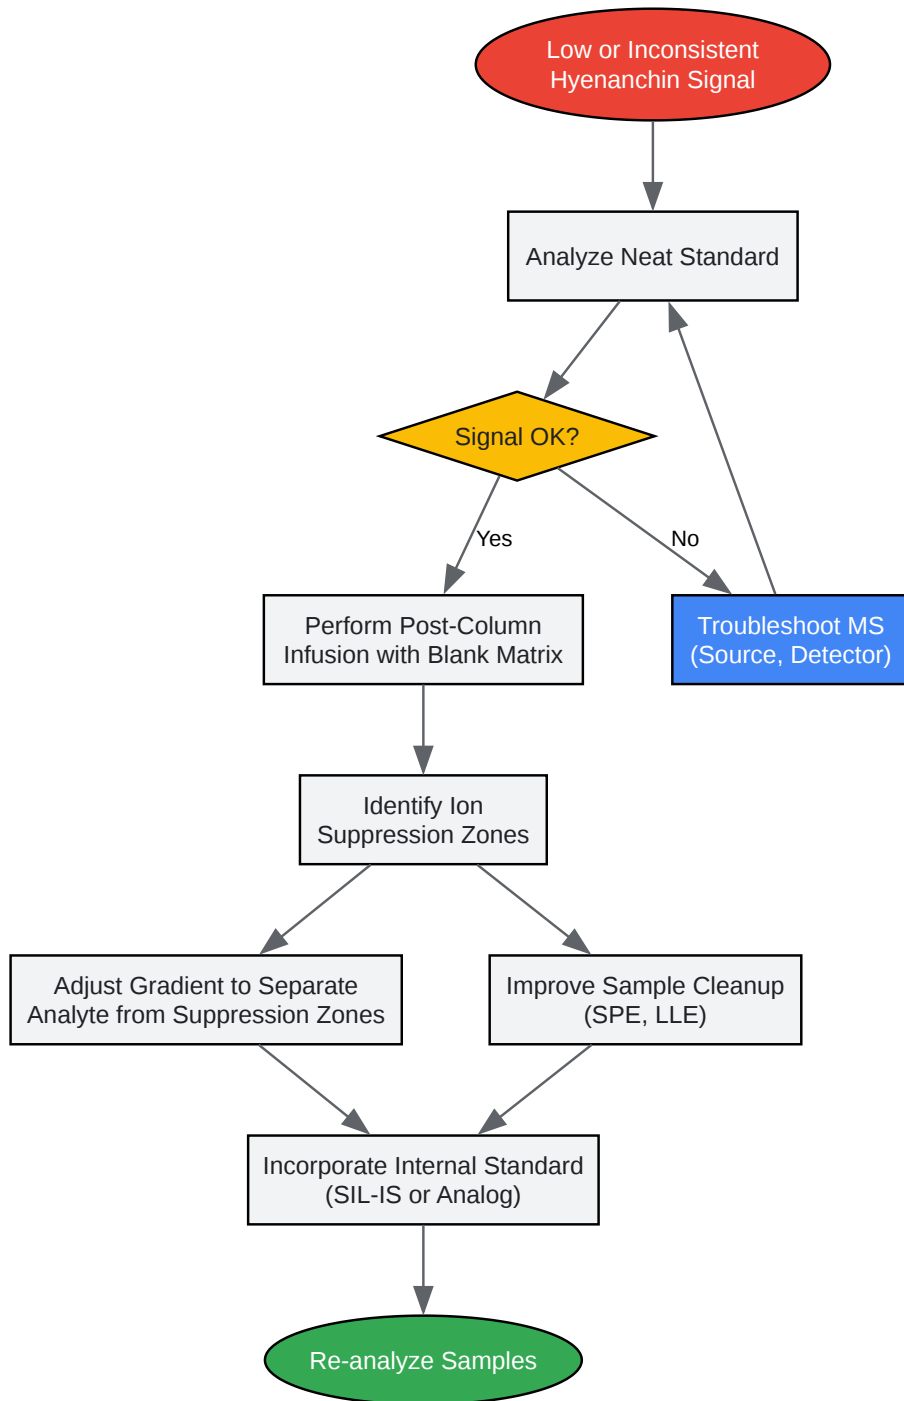 Low or Inconsistent
Hyenanchin Signal
Analyze Neat Standard
Signal OK?
Yes
No
Perform Post-Column
Infusion with Blank Matrix
Troubleshoot MS
(Source, Detector)
Identify Ion
Suppression Zones
Adjust Gradient to Separate
Analyte from Suppression Zones
Improve Sample Cleanup
(SPE, LLE)
Incorporate Internal Standard
(SIL-IS or Analog)
Re-analyze Samples